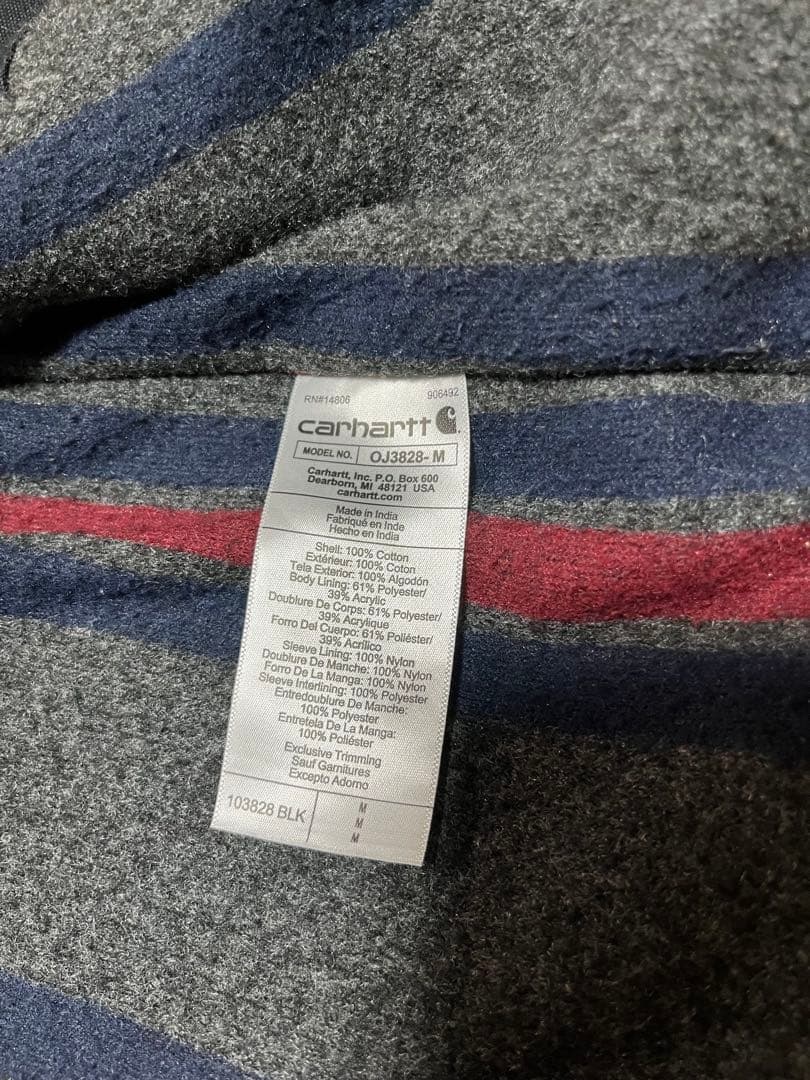 RN#14806 906492
carhartt
MODEL NO. OJ3828-M
Carhartt, Inc. P.O. Box 600
Dearborn, MI 48121 USA
carhartt.com
Made in India
Fabriqué en Inde
Hecho en India
Shell: 100% Cotton
Extérieur: 100% Coton
Tela Exterior: 100% Algodón
Body Lining: 61% Polyester/
39% Acrylic
Doublure De Corps: 61% Polyester/
39% Acrylique
Forro Del Cuerpo: 61% Poliéster/
39% Acrílico
Sleeve Lining: 100% Nylon
Doublure De Manche: 100% Nylon
Forro De La Manga: 100% Nylon
Sleeve Interlining: 100% Polyester
Entredoublure De Manche:
100% Polyester
Entretela De La Manga:
100% Poliéster
Exclusive Trimming
Sauf Garnitures
Excepto Adorno
103828 BLK
M
M
M